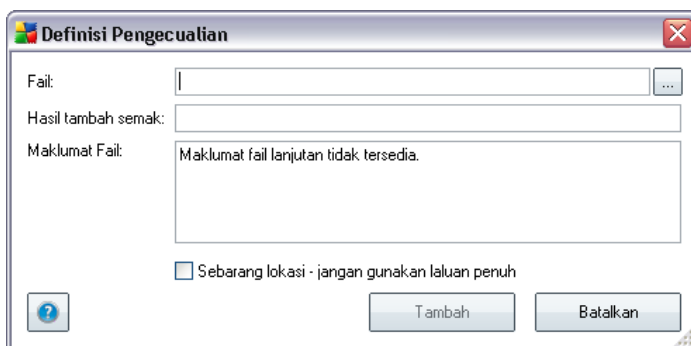 Definisi Pengecualian
Fail:
...
Hasil tambah semak:
Maklumat Fail:
Maklumat fail lanjutan tidak tersedia.
Sebarang lokasi - jangan gunakan laluan penuh
?
Tambah
Batalkan